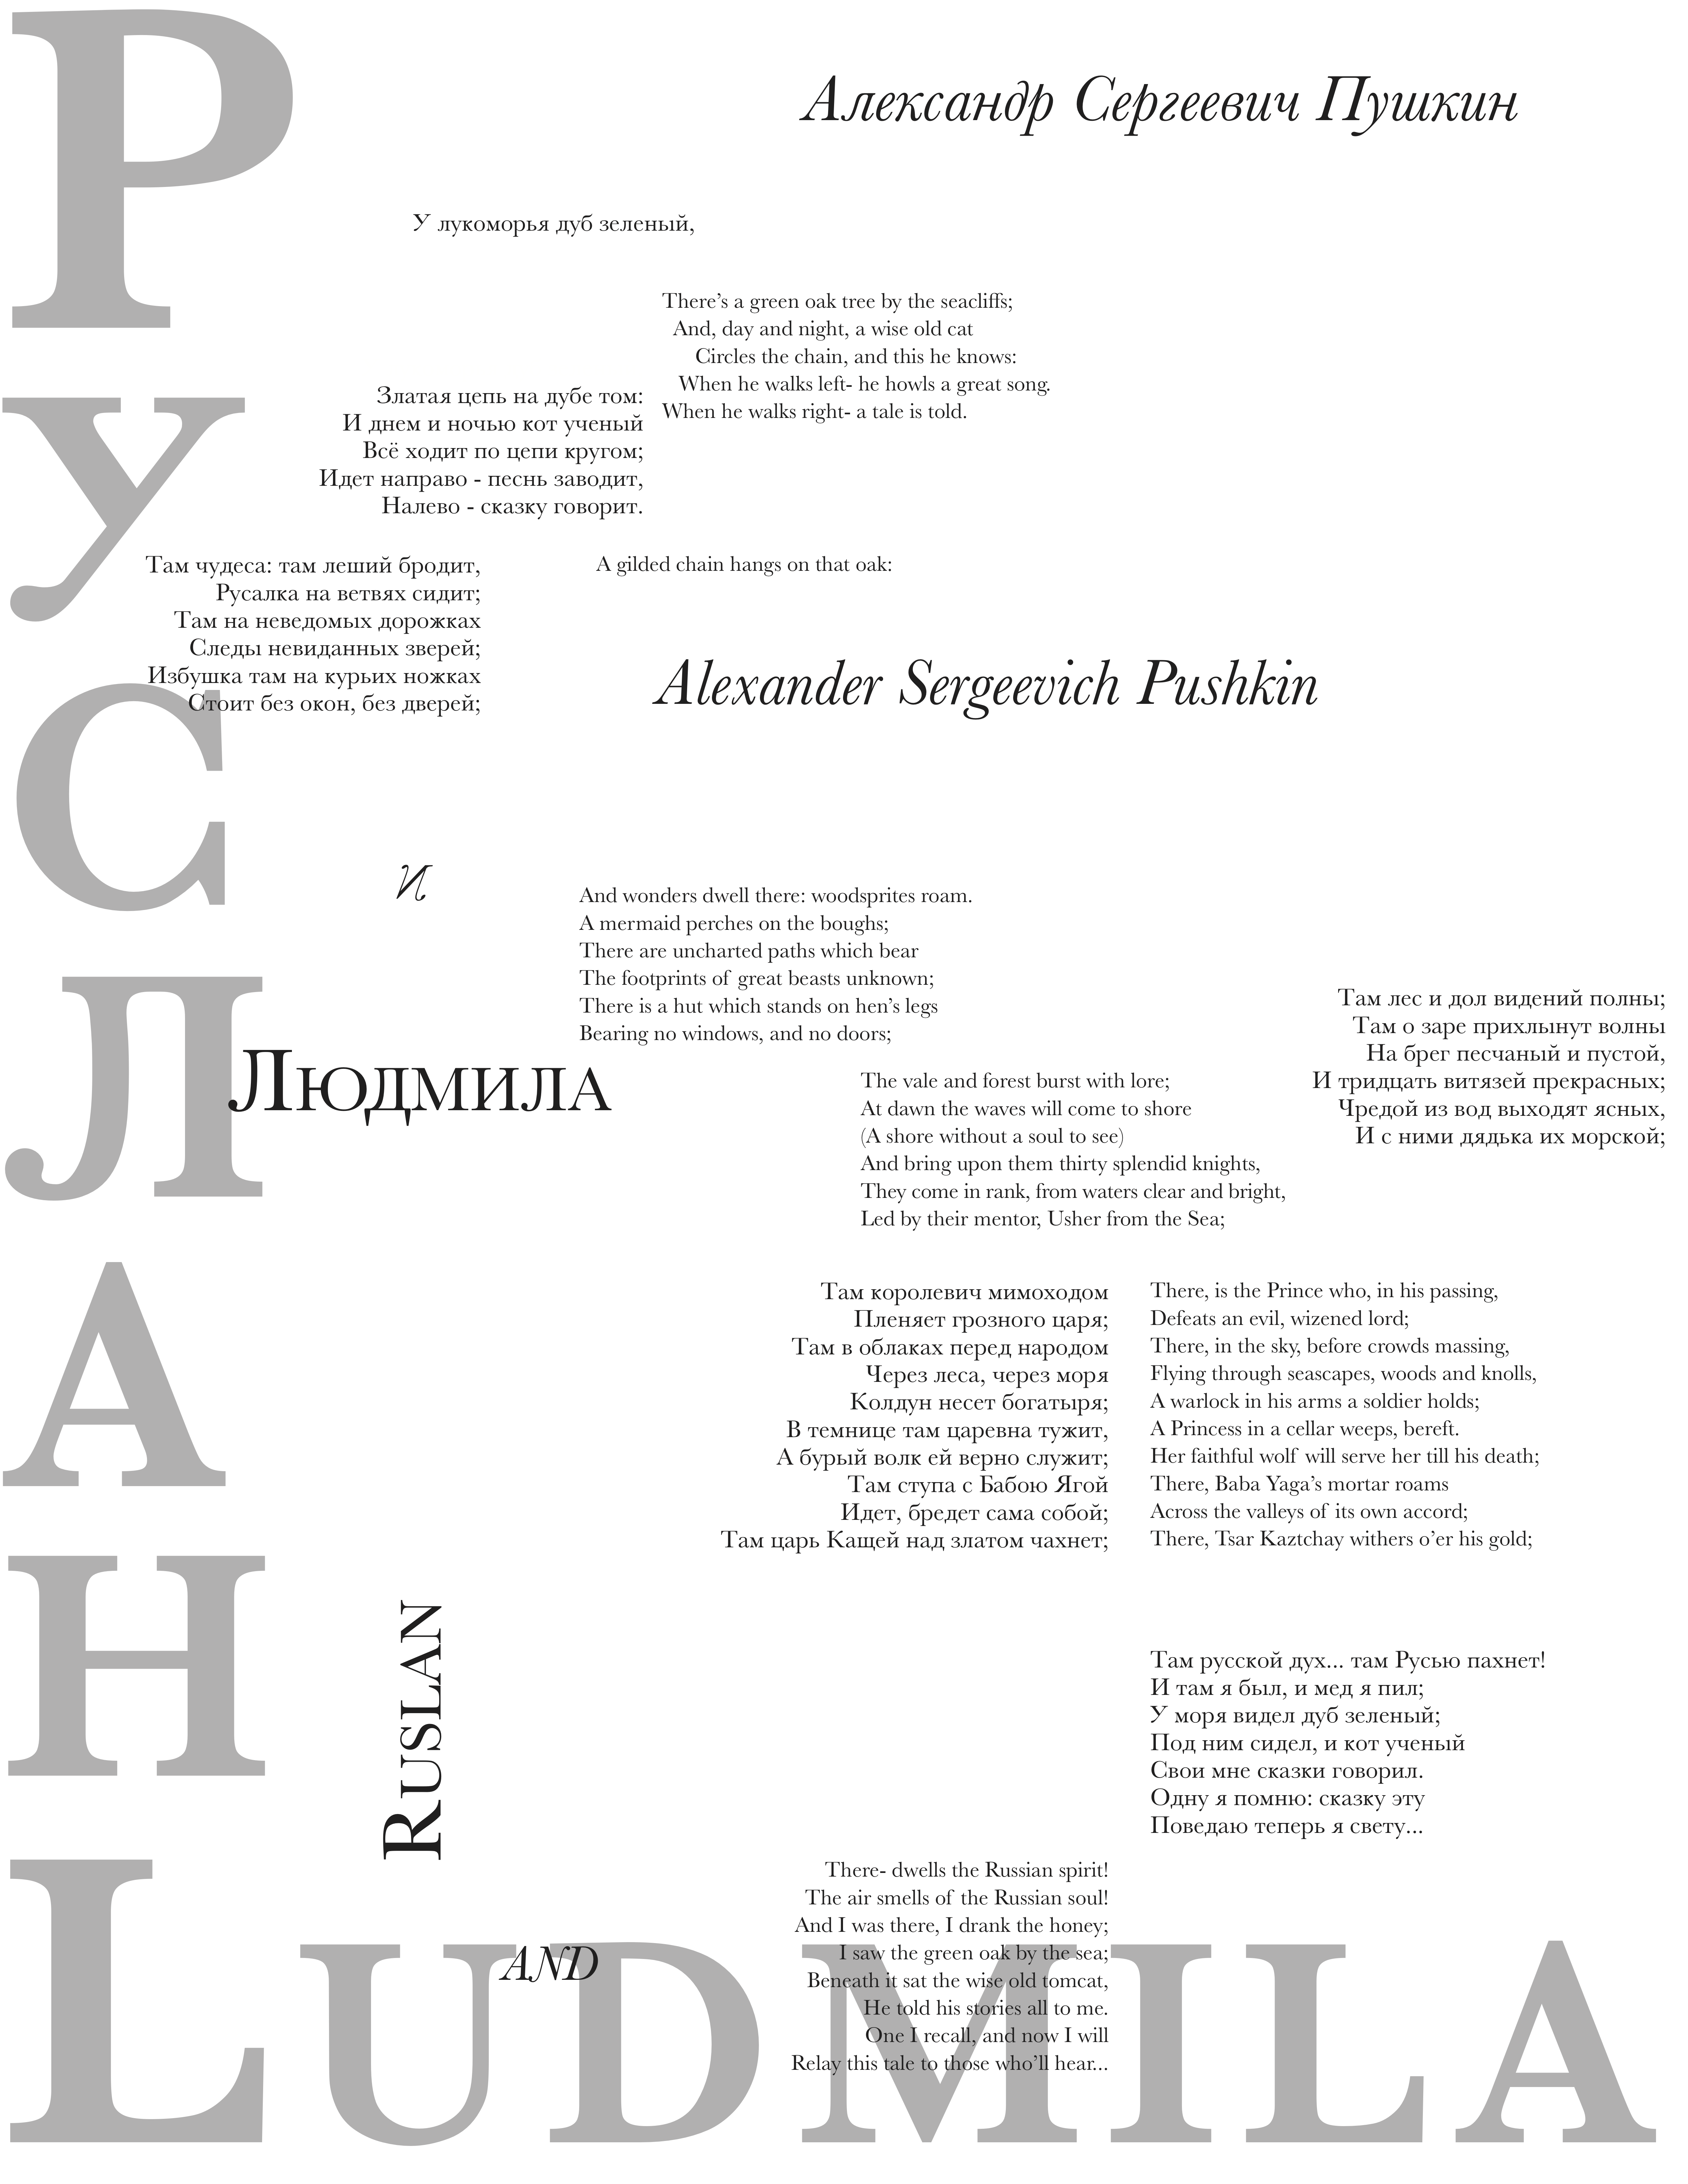 РУСЛАН
Александр Сергеевич Пушкин
У лукоморья дуб зеленый,
There's a green oak tree by the seacliffs;
And, day and night, a wise old cat
Circles the chain, and this he knows:
When he walks left- he howls a great song.
When he walks right- a tale is told.
Златая цепь на дубе том:
И днем и ночью кот ученый
Всё ходит по цепи кругом;
Идет направо - песнь заводит,
Налево - сказку говорит.
Там чудеса: там леший бродит,
Русалка на ветвях сидит;
Там на неведомых дорожках
Следы невиданных зверей;
Избушка там на курьих ножках
Стоит без окон, без дверей;
A gilded chain hangs on that oak:
Alexander Sergeevich Pushkin
И
And wonders dwell there: woodsprites roam.
A mermaid perches on the boughs;
There are uncharted paths which bear
The footprints of great beasts unknown;
There is a hut which stands on hen's legs
Bearing no windows, and no doors;
Людмила
Там лес и дол видений полны;
Там о заре прихлынут волны
На брег песчаный и пустой,
И тридцать витязей прекрасных;
Чредой из вод выходят ясных,
И с ними дядька их морской;
The vale and forest burst with lore;
At dawn the waves will come to shore
(A shore without a soul to see)
And bring upon them thirty splendid knights,
They come in rank, from waters clear and bright,
Led by their mentor, Usher from the Sea;
Там королевич мимоходом
Пленяет грозного царя;
Там в облаках перед народом
Через леса, через моря
Колдун несет богатыря;
В темнице там царевна тужит,
А бурый волк ей верно служит;
Там ступа с Бабою Ягой
Идет, бредет сама собой;
Там царь Кащей над златом чахнет;
There, is the Prince who, in his passing,
Defeats an evil, wizened lord;
There, in the sky, before crowds massing,
Flying through seascapes, woods and knolls,
A warlock in his arms a soldier holds;
A Princess in a cellar weeps, bereft.
Her faithful wolf will serve her till his death;
There, Baba Yaga's mortar roams
Across the valleys of its own accord;
There, Tsar Kaztchay withers o'er his gold;
Ruslan
Там русской дух... там Русью пахнет!
И там я был, и мед я пил;
У моря видел дуб зеленый;
Под ним сидел, и кот ученый
Свои мне сказки говорил.
Одну я помню: сказку эту
Поведаю теперь я свету...
There- dwells the Russian spirit!
The air smells of the Russian soul!
And I was there, I drank the honey;
I saw the green oak by the sea;
Beneath it sat the wise old tomcat,
He told his stories all to me.
One I recall, and now I will
Relay this tale to those who'll hear...
AND
Ludmila